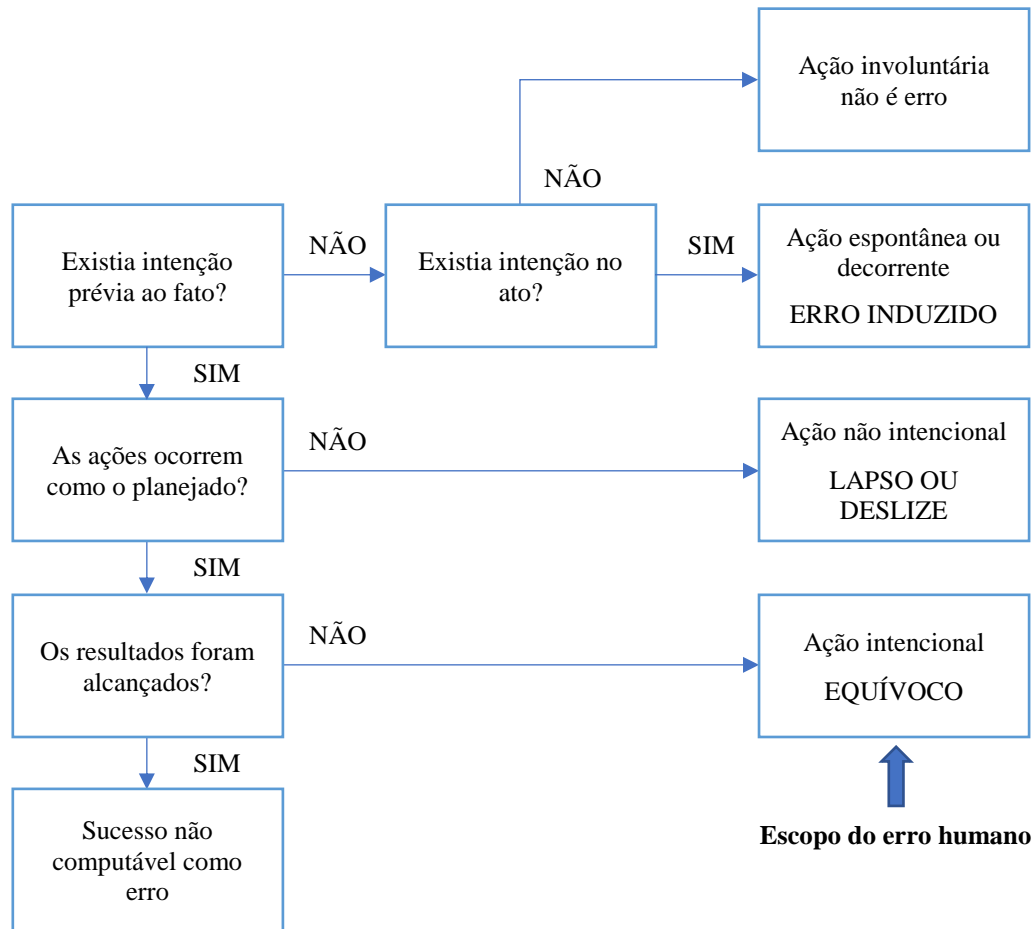 Ação involuntária
não é erro
NÃO
Existia intenção
prévia ao fato?
NÃO
Existia intenção no
ato?
SIM
Ação espontânea ou
decorrente
ERRO INDUZIDO
SIM
As ações ocorrem
como o planejado?
NÃO
Ação não intencional
LAPSO OU
DESLIZE
SIM
Os resultados foram
alcançados?
NÃO
Ação intencional
EQUÍVOCO
SIM
Sucesso não
computável como
erro
Escopo do erro humano